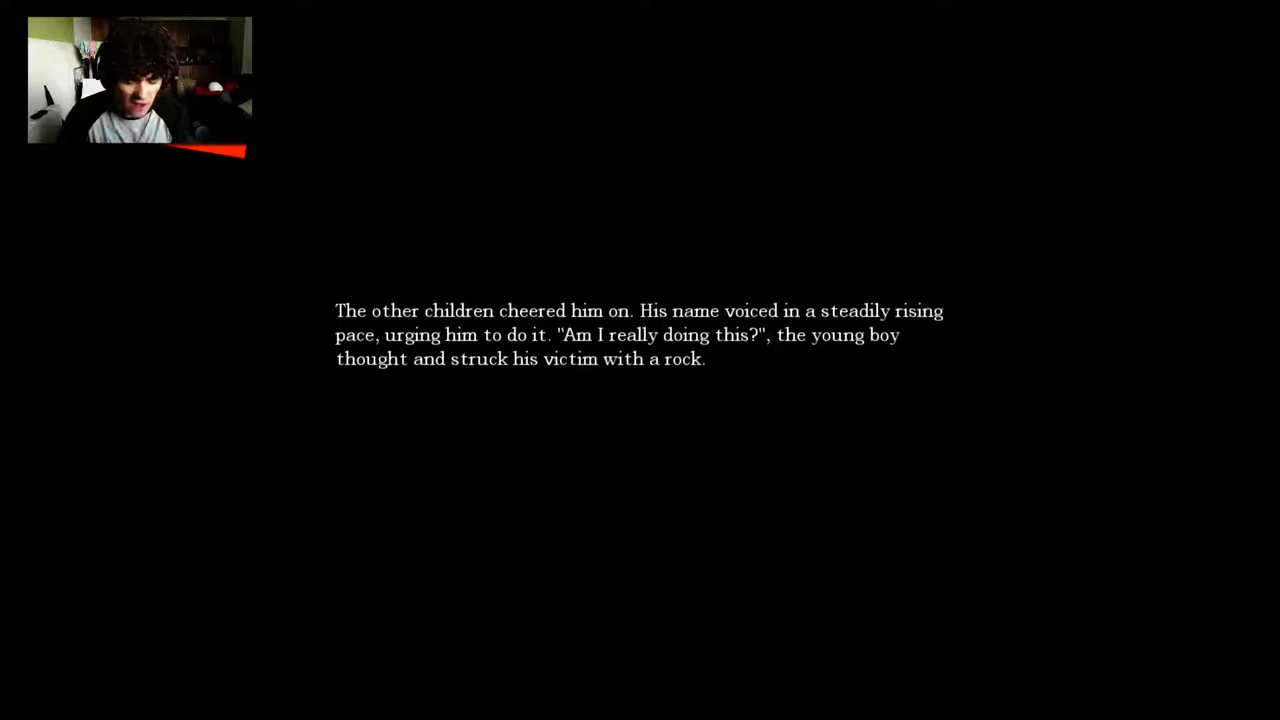 The other children cheered him on. His name voiced in a steadily rising
pace, urging him to do it. "Am I really doing this?", the young boy
thought and struck his victim with a rock.